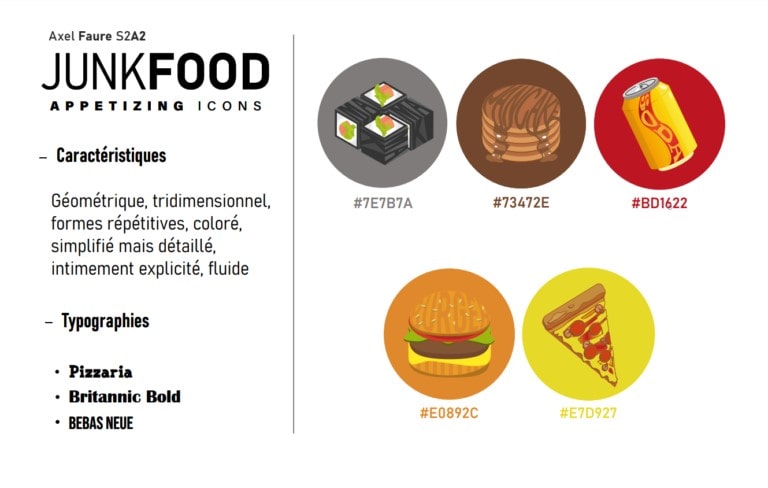 Axel Faure S2A2
JUNKFOOD
APPETIZING ICONS
– Caractéristiques
Géométrique, tridimensionnel,
formes répétitives, coloré,
simplifié mais détaillé,
intimement explicité, fluide
– Typographies
• Pizzaria
• Britannic Bold
• BEBAS NEUE
#7E7B7A
#73472E
#BD1622
#E0892C
#E7D927